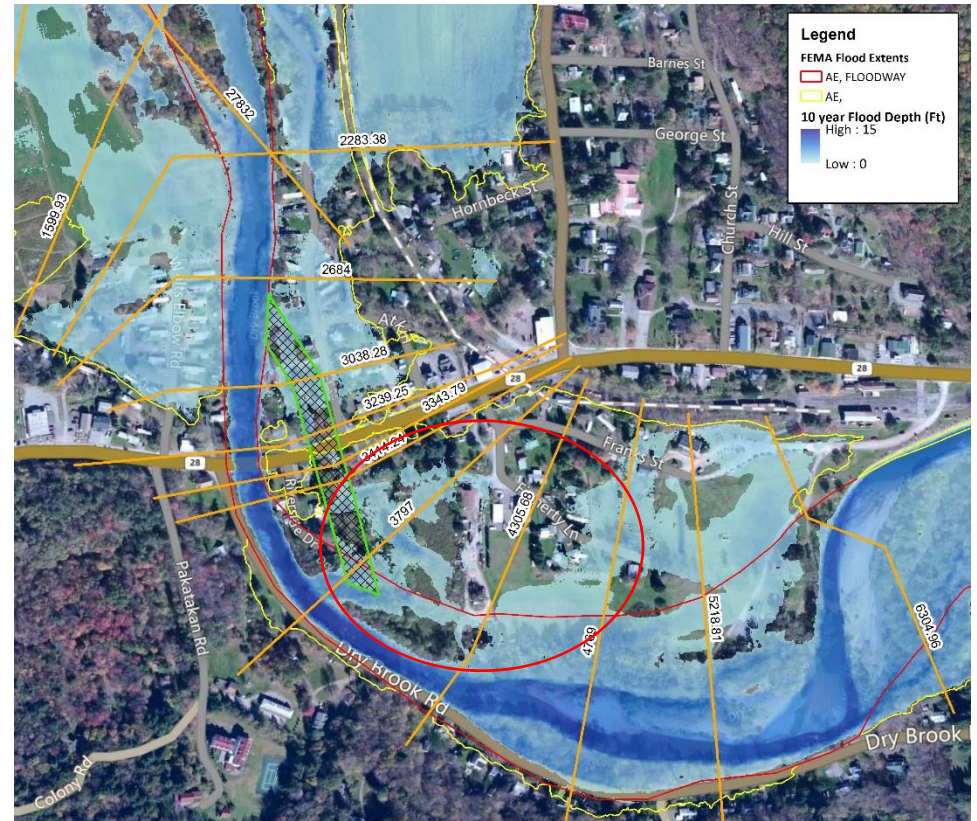 Legend
FEMA Flood Extents
AE, FLOODWAY
AE,
10 year Flood Depth (Ft)
High : 15
Low : 0
Barnes St
27832
2283.38
George St
Hornbeck St
Church St
1599.93
Hill St
2684
3038.28
3239.25
3343.79
28
28
28
Francs St
3797
4305.68
Riverside Dr
Pakatakan Rd
4769
5218.81
6304.96
Dry Brook Rd
Dry Brook
Colony Rd